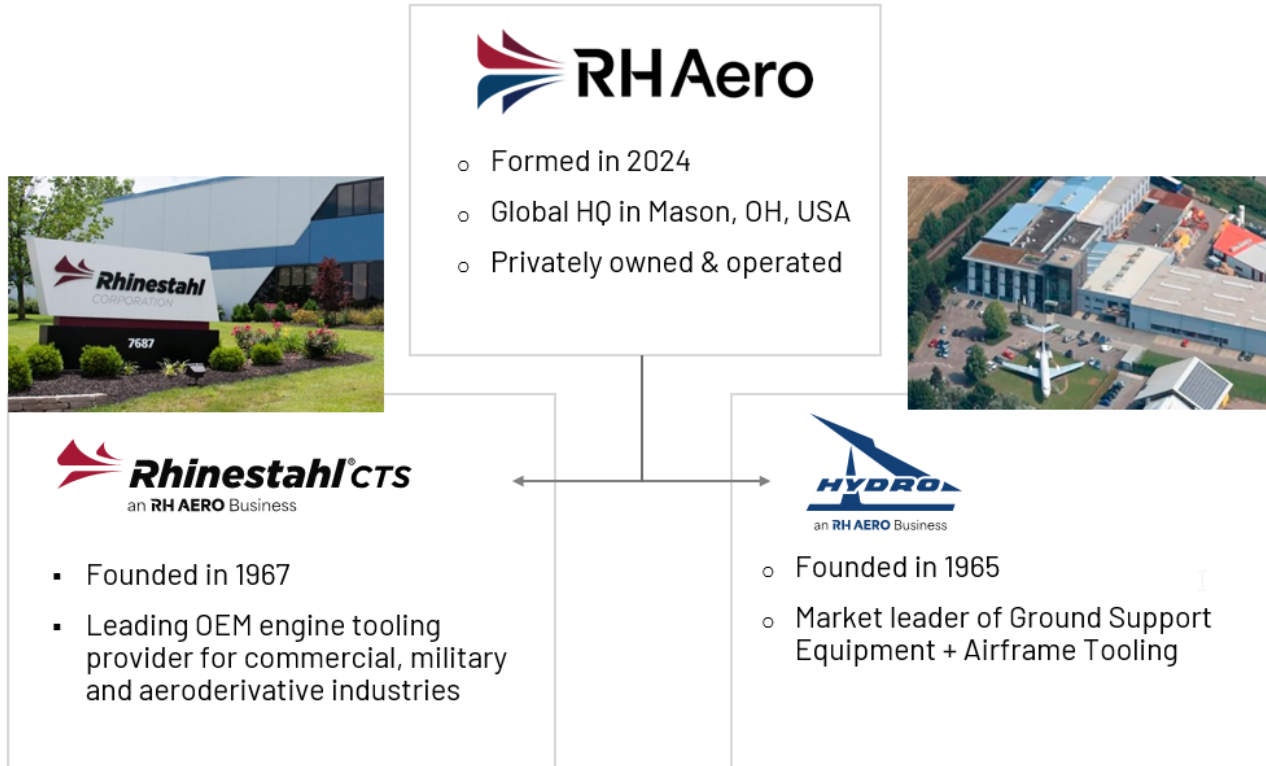 RH Aero
Formed in 2024
Global HQ in Mason, OH, USA
Privately owned & operated
Rhinestahl
CORPORATION
7687
Rhinestahl® CTS
an RH AERO Business
Founded in 1967
Leading OEM engine tooling
provider for commercial, military
and aeroderivative industries
HYDRO
an RH AERO Business
Founded in 1965
Market leader of Ground Support
Equipment + Airframe Tooling